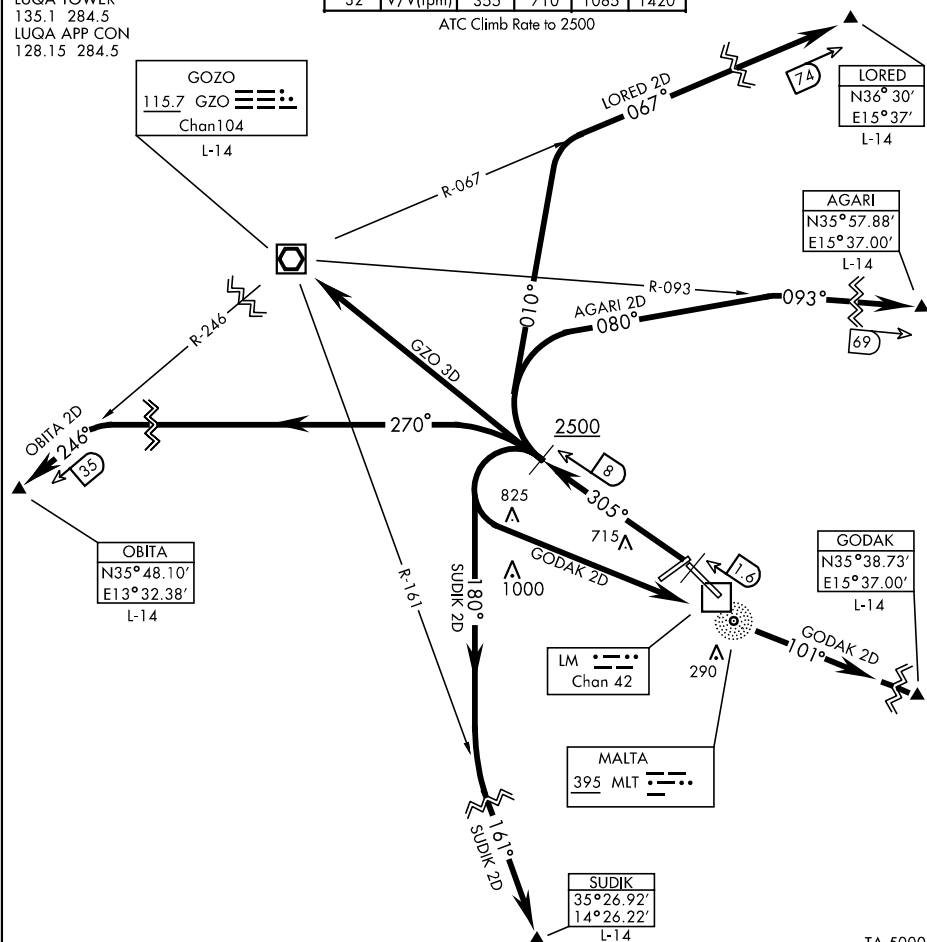 LUQA TOWER
135.1 284.5
LUQA APP CON
128.15 284.5
32 V/V(fpm) 355 710 1065 1420
ATC Climb Rate to 2500
GOZO
115.7 GZO
Chan104
L-14
LORED 2D
067°
74
LORED
N36° 30′
E15° 37′
L-14
R-067
AGARI
N35° 57.88′
E15° 37.00′
L-14
R-093
093°
69
010°
AGARI 2D
080°
R-246
GZO 3D
OBITA 2D
246°
35
270°
2500
8
305°
825
715
1000
OBITA
N35° 48.10′
E13° 32.38′
L-14
R-161
SUDIK 2D
180°
GODAK 2D
1.6
GODAK
N35° 38.73′
E15° 37.00′
L-14
LM
Chan 42
290
GODAK 2D
101°
MALTA
395 MLT
161°
SUDIK 2D
SUDIK
35° 26.92′
14° 26.22′
L-14